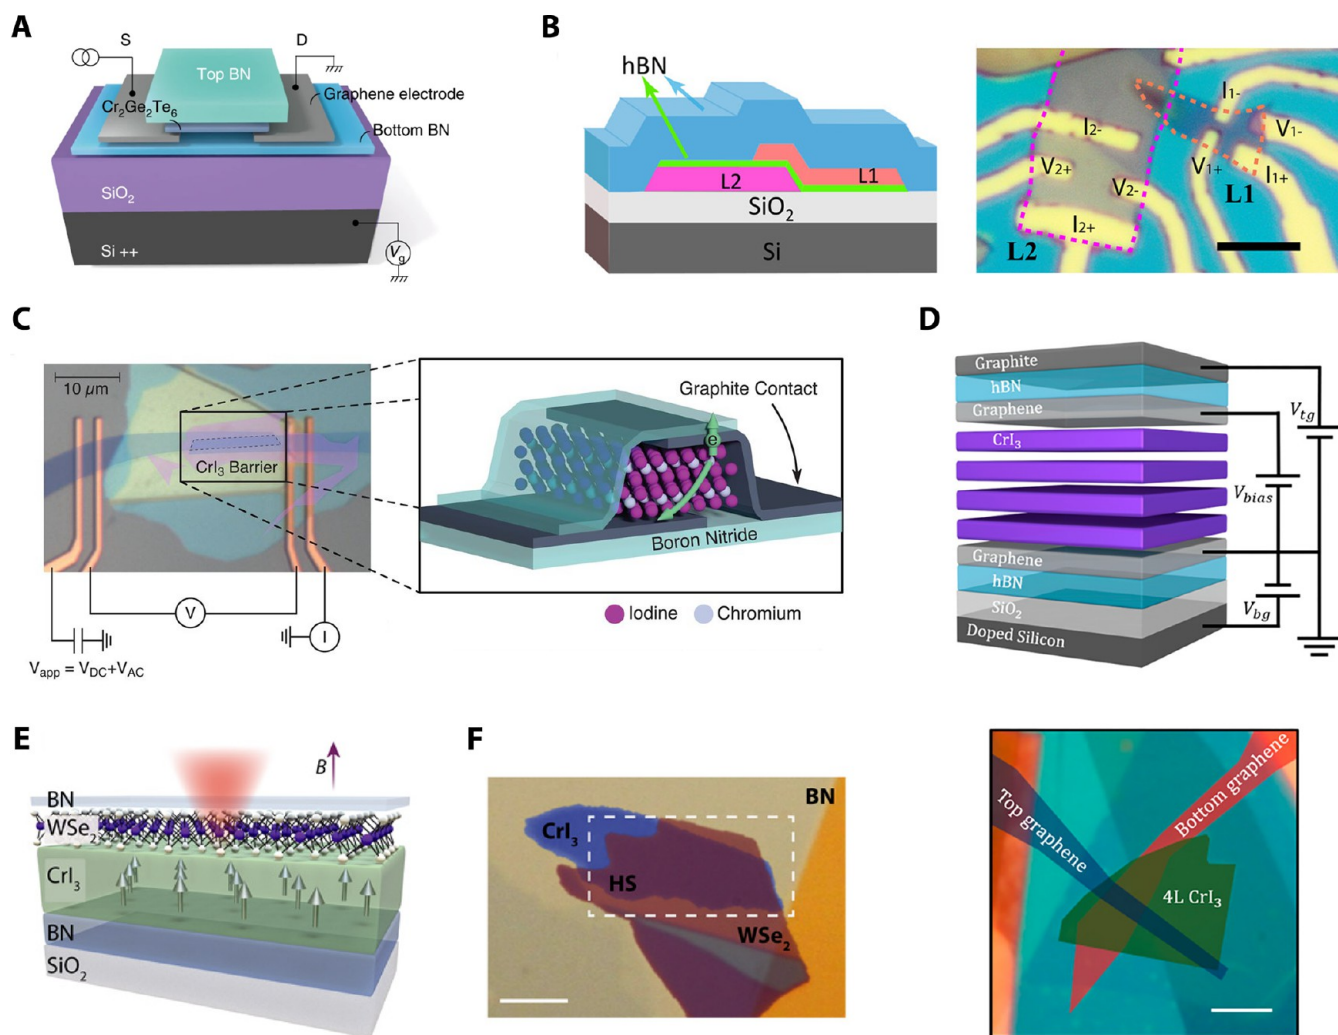 A
S
D
Top BN
Cr2Ge2Te6
Graphene electrode
Bottom BN
SiO2
Si ++
Vg
B
hBN
L2
L1
SiO2
Si
I1-
I2-
V1-
V2+
V2-
V1+
I1+
L1
I2+
L2
C
10 µm
CrI3 Barrier
V
I
Vapp = VDC+VAC
Graphite Contact
e
Boron Nitride
Iodine
Chromium
D
Graphite
hBN
Graphene
CrI3
Graphene
hBN
SiO2
Doped Silicon
Vtg
Vbias
Vbg
E
B
BN
WSe2
CrI3
BN
SiO2
F
BN
CrI3
HS
WSe2
Top graphene
Bottom graphene
4L CrI3